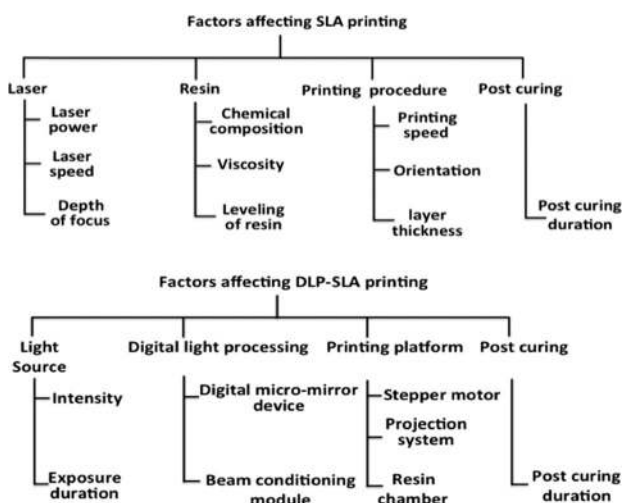 Factors affecting SLA printing
Laser
Resin
Printing procedure
Post curing
Laser
power
Laser
speed
Depth
of focus
Chemical
composition
Viscosity
Leveling
of resin
Printing
speed
Orientation
layer
thickness
Post curing
duration
Factors affecting DLP-SLA printing
Light
Source
Digital light processing
Printing platform
Post curing
Intensity
Exposure
duration
Digital micro-mirror
device
Beam conditioning
module
Stepper motor
Projection
system
Resin
chamber
Post curing
duration